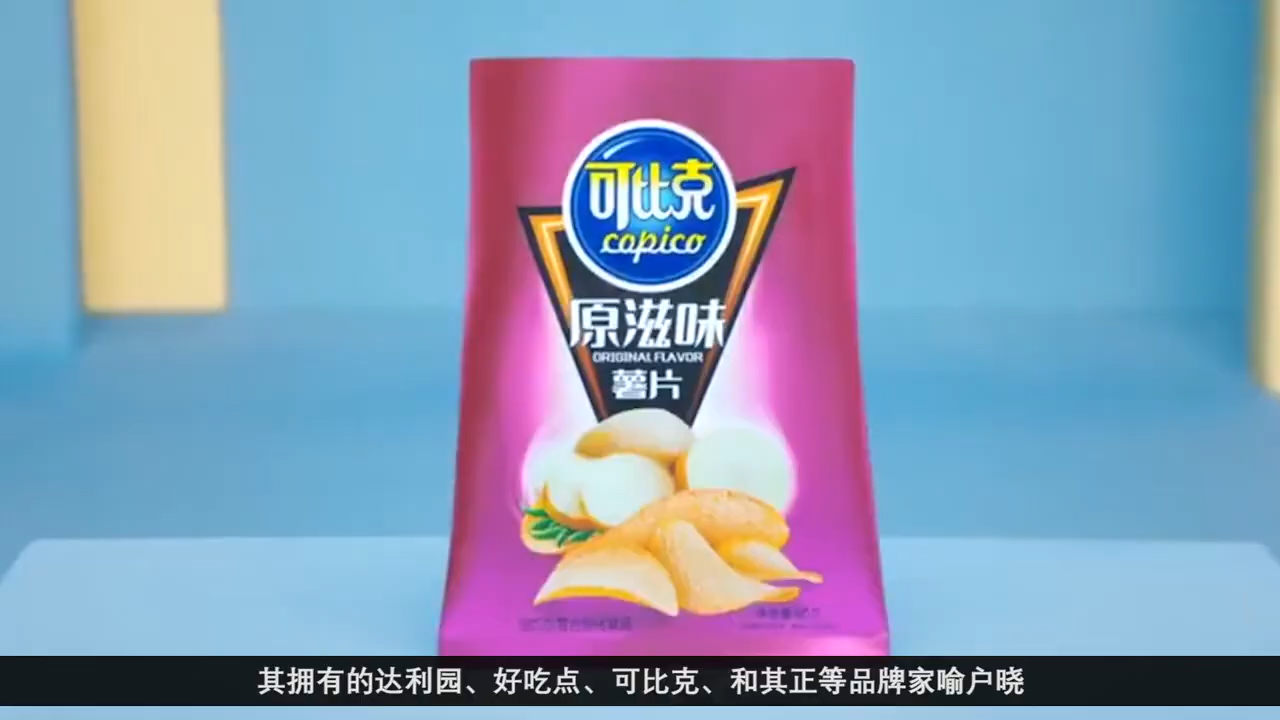 可比克
copico
原滋味
ORIGINAL FLAVOR
薯片
其拥有的达利园、好吃点、可比克、和其正等品牌家喻户晓